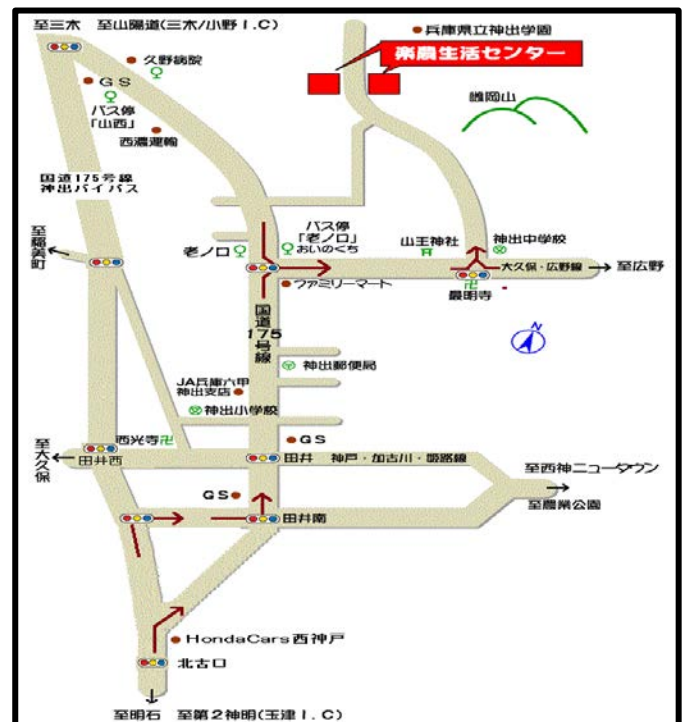 至三木 至山陽道(三木/小野I.C)
兵庫県立神出学園
楽農生活センター
久野病院
GS
バス停
「山西」
西濃運輸
雌岡山
国道175号線
神出バイパス
至稲美町
老ノ口
バス停
「老ノ口」
おいのくち
山王神社
神出中学校
大久保・広野線
至広野
ファミリーマート
最明寺
国道175号線
N
神出郵便局
JA兵庫六甲
神出支店
神出小学校
西光寺
GS
至大久保
田井西
田井 神戸・加古川・姫路線
至西神ニュータウン
GS
至農業公園
田井南
HondaCars西神戸
北古口
至明石 至第2神明(玉津I.C)